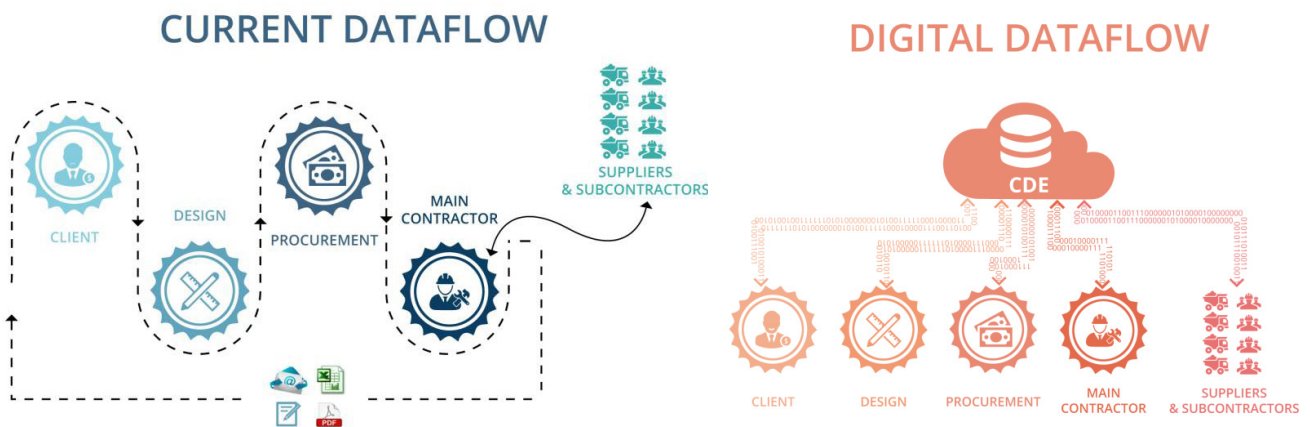 CURRENT DATAFLOW
CLIENT
DESIGN
PROCUREMENT
MAIN
CONTRACTOR
SUPPLIERS
& SUBCONTRACTORS
@
PDF
DIGITAL DATAFLOW
CDE
CLIENT
DESIGN
PROCUREMENT
MAIN
CONTRACTOR
SUPPLIERS
& SUBCONTRACTORS